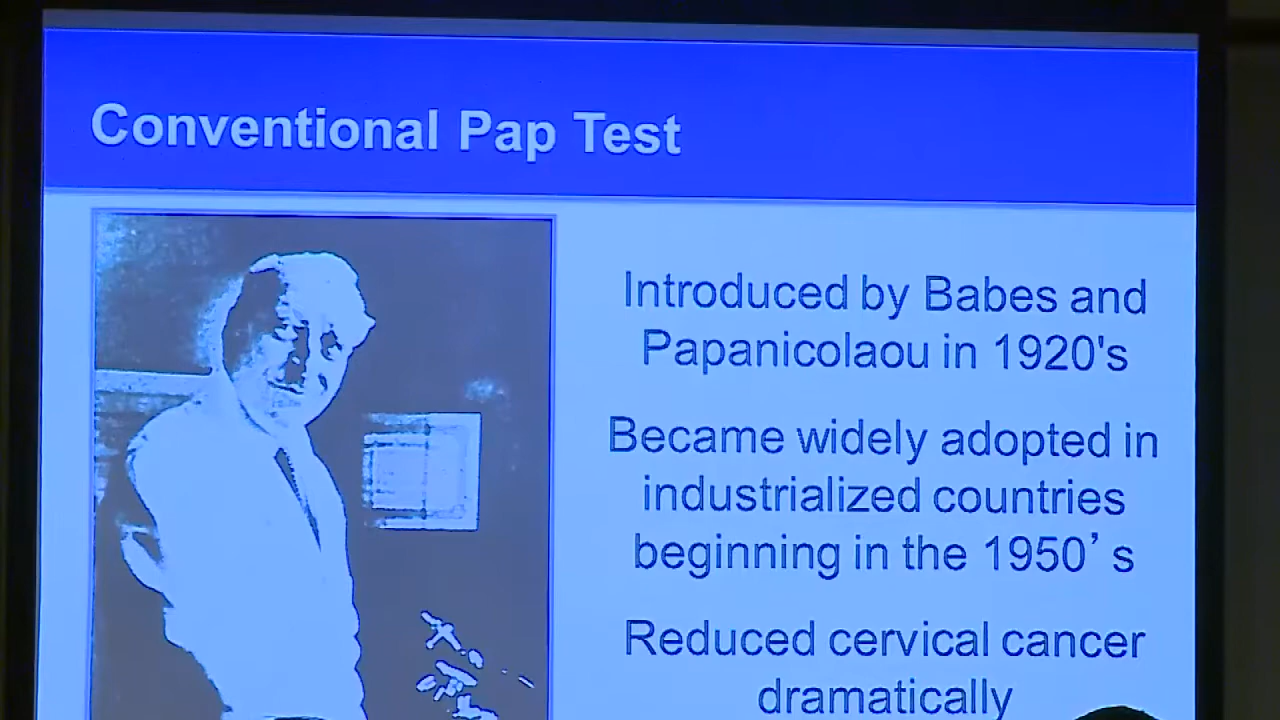 Conventional Pap Test
Introduced by Babes and
Papanicolaou in 1920's
Became widely adopted in
industrialized countries
beginning in the 1950’s
Reduced cervical cancer
dramatically